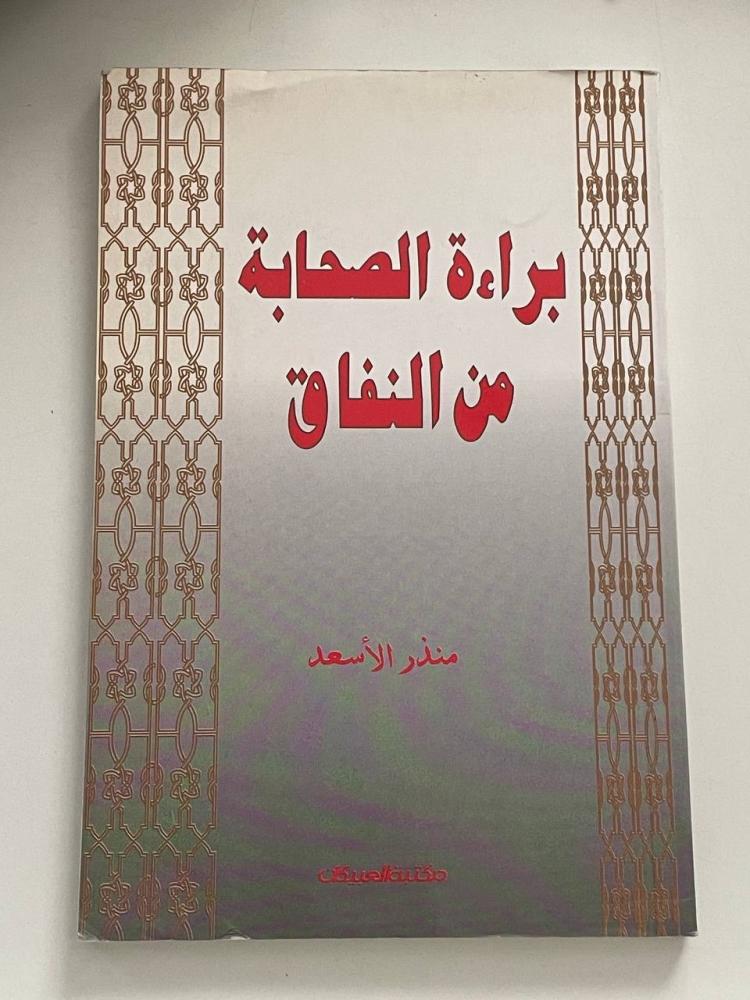 براءة الصحابة
من النفاق
منذر الأسعد
مكتبة العبيكان